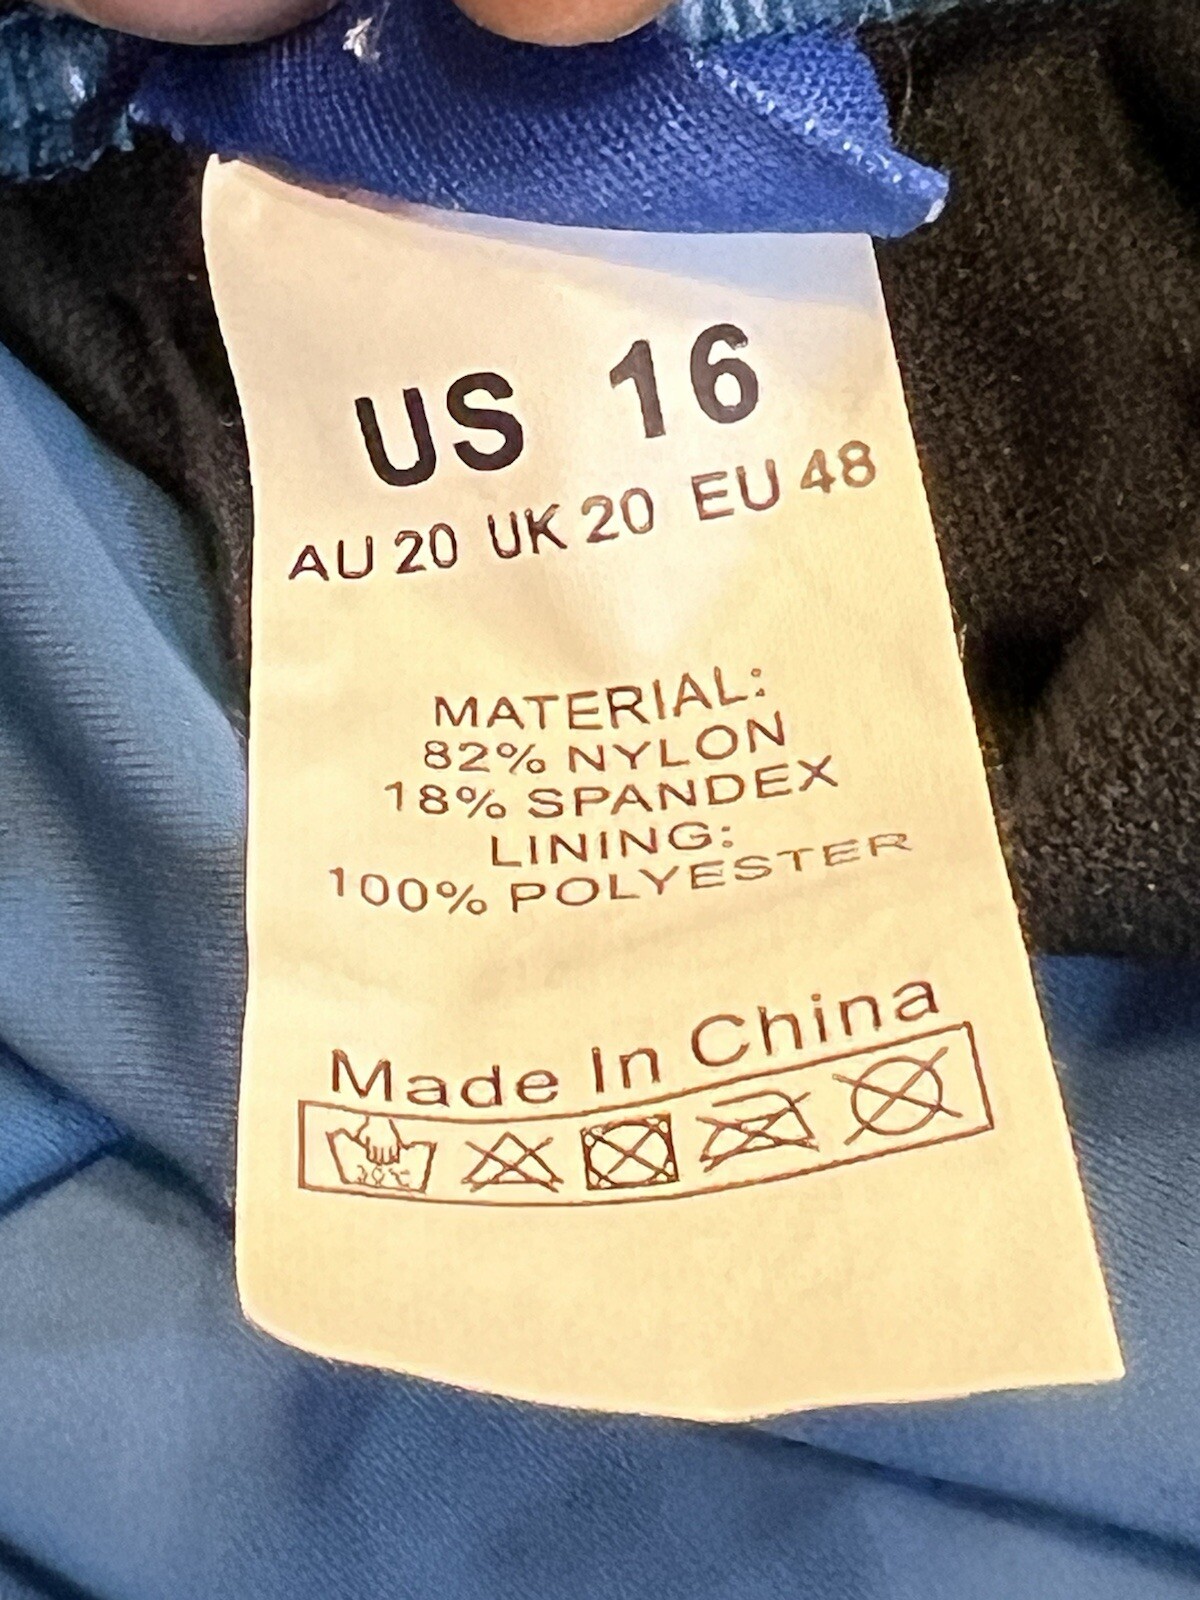 US 16
AU 20 UK 20 EU 48
MATERIAL:
82% NYLON
18% SPANDEX
LINING:
100% POLYESTER
Made In China